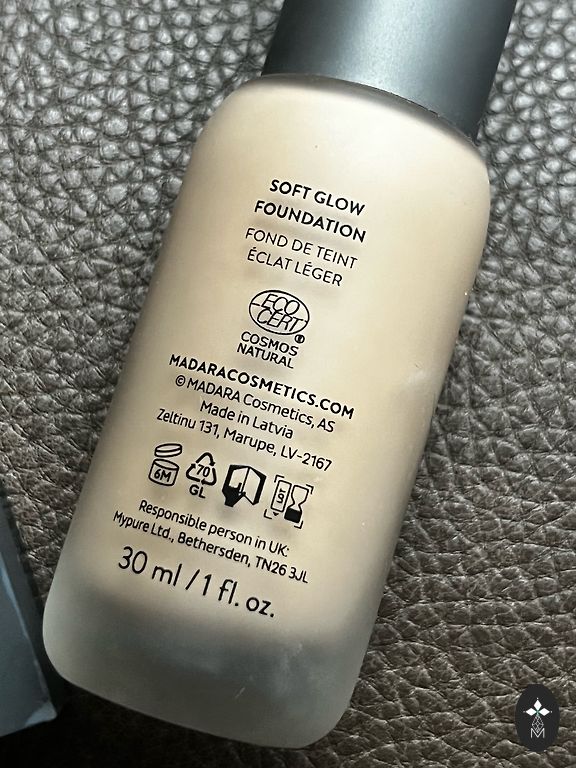 SOFT GLOW
FOUNDATION
FOND DE TEINT
ÉCLAT LÉGER
ECO
CERT
COSMOS
NATURAL
MADARACOSMETICS.COM
© MADARA Cosmetics, AS
Made in Latvia
Zeltinu 131, Marupe, LV-2167
6M
70
GL
Responsible person in UK:
Mypure Ltd., Bethersden, TN26 3JL
30 ml / 1 fl. oz.
M